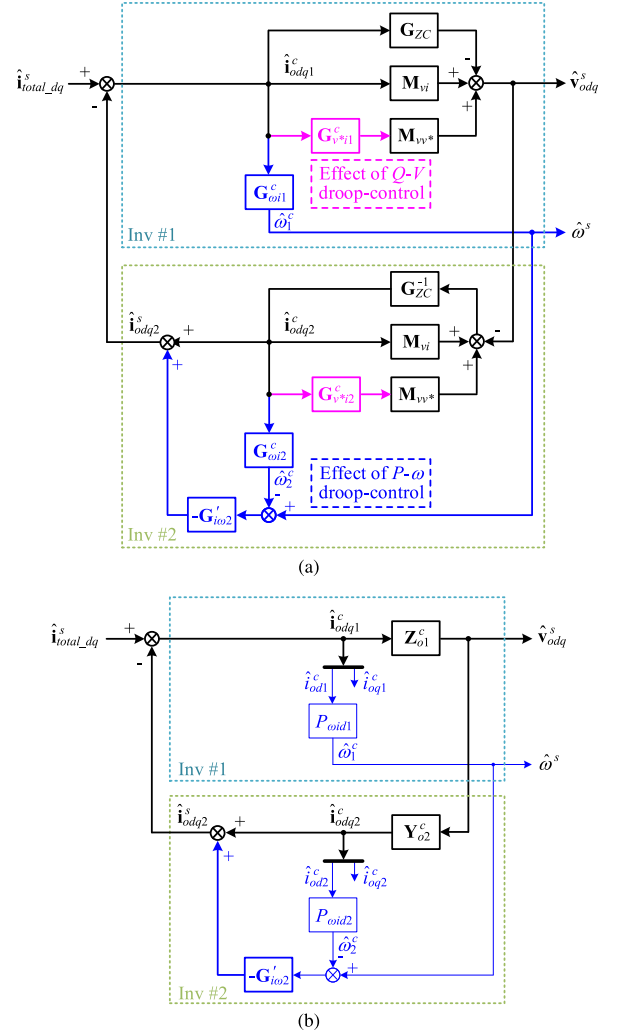 G_ZC
î^s_total_dq
+
-
î^c_odq1
M_vi
-
+
+
v̂^s_odq
G^c_v*i1
M_vv*
Effect of Q-V
droop-control
G^c_ωi1
ω̂^c_1
Inv #1
ω̂^s
G^-1_ZC
î^s_odq2
+
+
î^c_odq2
M_vi
+
-
+
G^c_v*i2
M_vv*
G^c_ωi2
ω̂^c_2
Effect of P-ω
droop-control
-G'_iω2
-
+
Inv #2
(a)
î^s_total_dq
+
-
î^c_odq1
Z^c_o1
v̂^s_odq
î^c_od1
î^c_oq1
P_ωid1
ω̂^c_1
Inv #1
ω̂^s
î^s_odq2
+
+
î^c_odq2
Y^c_o2
î^c_od2
î^c_oq2
P_ωid2
ω̂^c_2
-
+
-G'_iω2
Inv #2
(b)